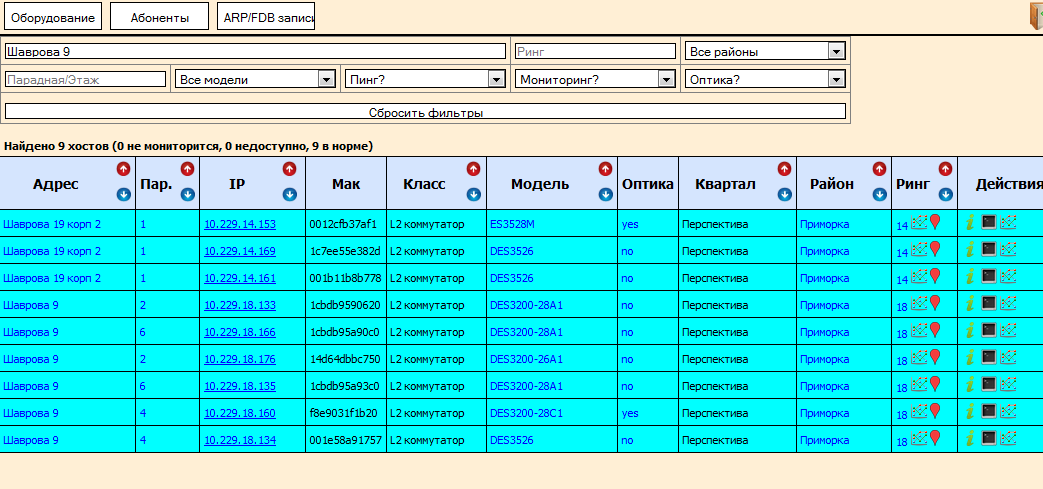 Оборудование Абоненты ARP/FDB записи
Шаврова 9 Ринг Все районы
Парадная/Этаж Все модели Пинг? Мониторинг? Оптика?
Сбросить фильтры
Найдено 9 хостов (0 не мониторится, 0 недоступно, 9 в норме)
Адрес Пар. IP Мак Класс Модель Оптика Квартал Район Ринг Действия
Шаврова 19 корп 2 1 10.229.14.153 0012cfb37af1 L2 коммутатор ES3528M yes Перспектива Приморка 14
Шаврова 19 корп 2 1 10.229.14.169 1c7ee55e382d L2 коммутатор DES3526 no Перспектива Приморка 14
Шаврова 19 корп 2 1 10.229.14.161 001b11b8b778 L2 коммутатор DES3526 no Перспектива Приморка 14
Шаврова 9 2 10.229.18.133 1cbdb9590620 L2 коммутатор DES3200-28A1 no Перспектива Приморка 18
Шаврова 9 6 10.229.18.166 1cbdb95a90c0 L2 коммутатор DES3200-28A1 no Перспектива Приморка 18
Шаврова 9 2 10.229.18.176 14d64dbbc750 L2 коммутатор DES3200-26A1 no Перспектива Приморка 18
Шаврова 9 6 10.229.18.135 1cbdb95a93c0 L2 коммутатор DES3200-28A1 no Перспектива Приморка 18
Шаврова 9 4 10.229.18.160 f8e9031f1b20 L2 коммутатор DES3200-28C1 yes Перспектива Приморка 18
Шаврова 9 4 10.229.18.134 001e58a91757 L2 коммутатор DES3526 no Перспектива Приморка 18